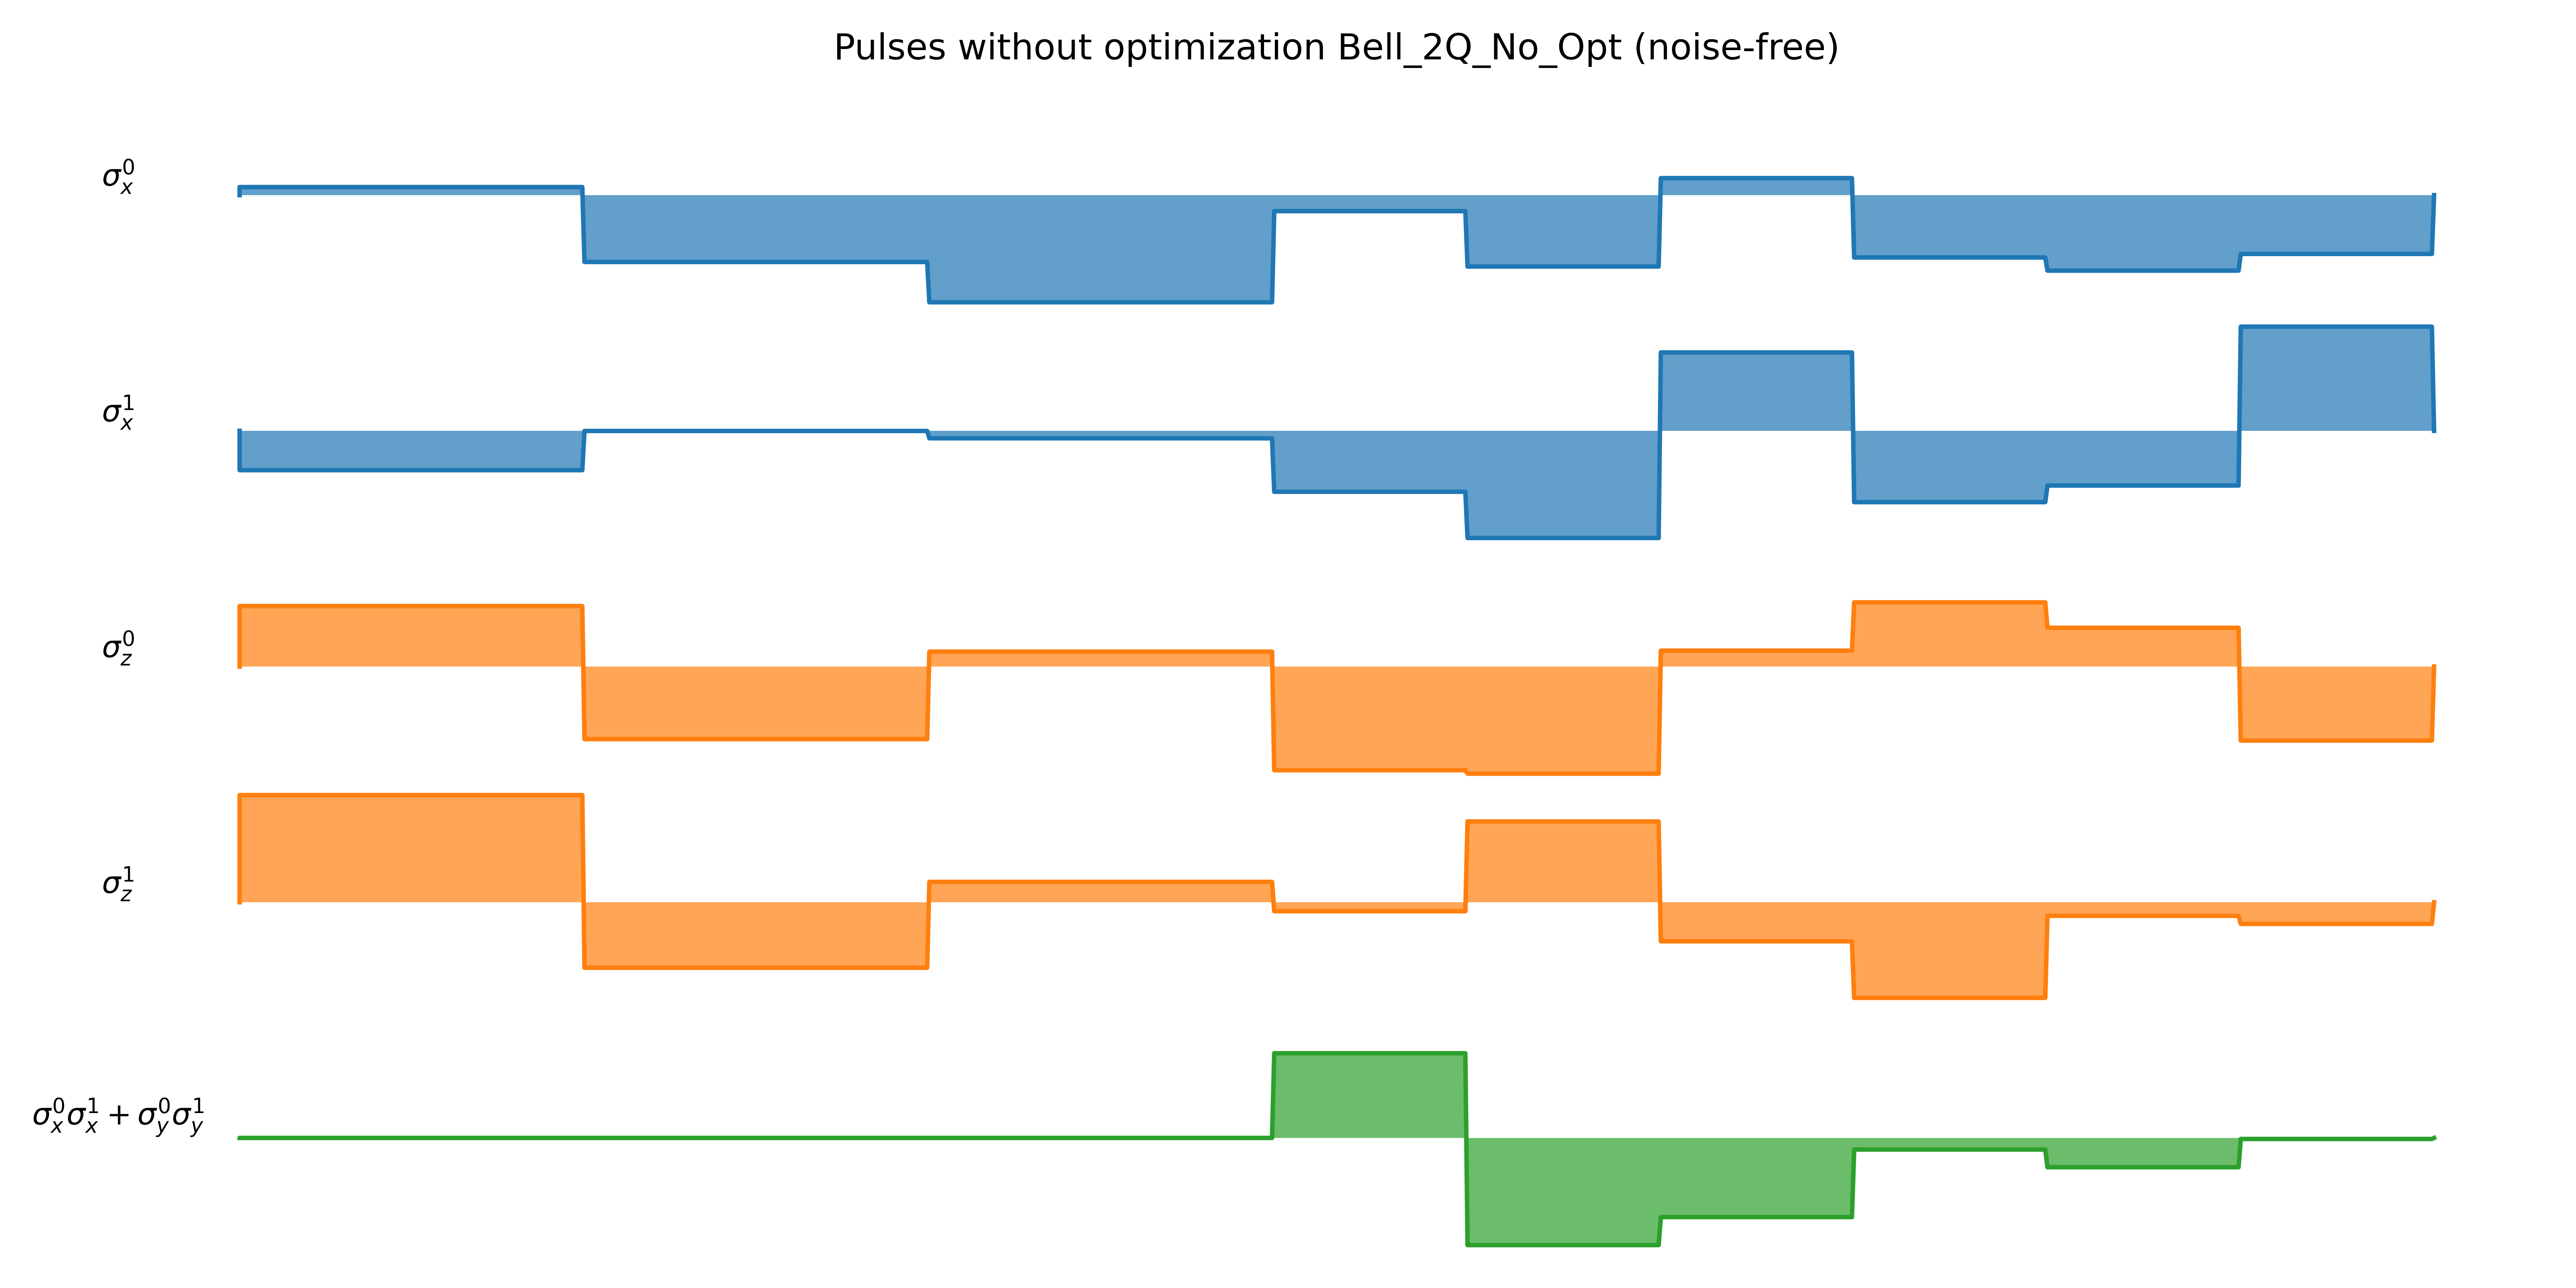 Pulses without optimization Bell_2Q_No_Opt (noise-free)
σ_x^0
σ_x^1
σ_z^0
σ_z^1
σ_x^0σ_x^1 + σ_y^0σ_y^1